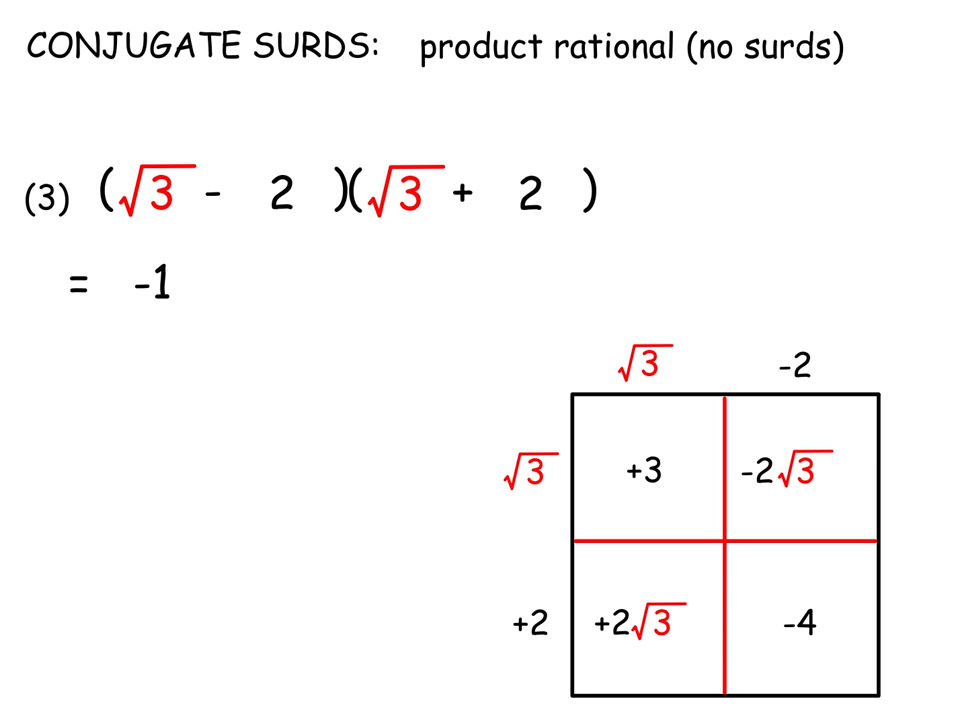 CONJUGATE SURDS: product rational (no surds)
(3) (√3 - 2 )(√3 + 2 )
= -1
√3 -2
√3 +3 -2√3
+2 +2√3 -4